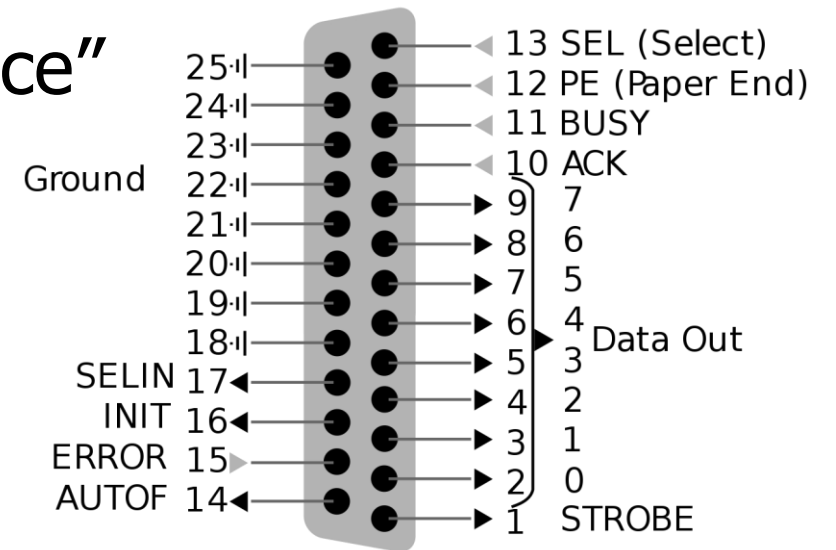 ce”
25
24
23
Ground 22
21
20
19
18
SELIN 17
INIT 16
ERROR 15
AUTOF 14
13 SEL (Select)
12 PE (Paper End)
11 BUSY
10 ACK
9 7
8 6
7 5
6 4
Data Out
5 3
4 2
3 1
2 0
1 STROBE